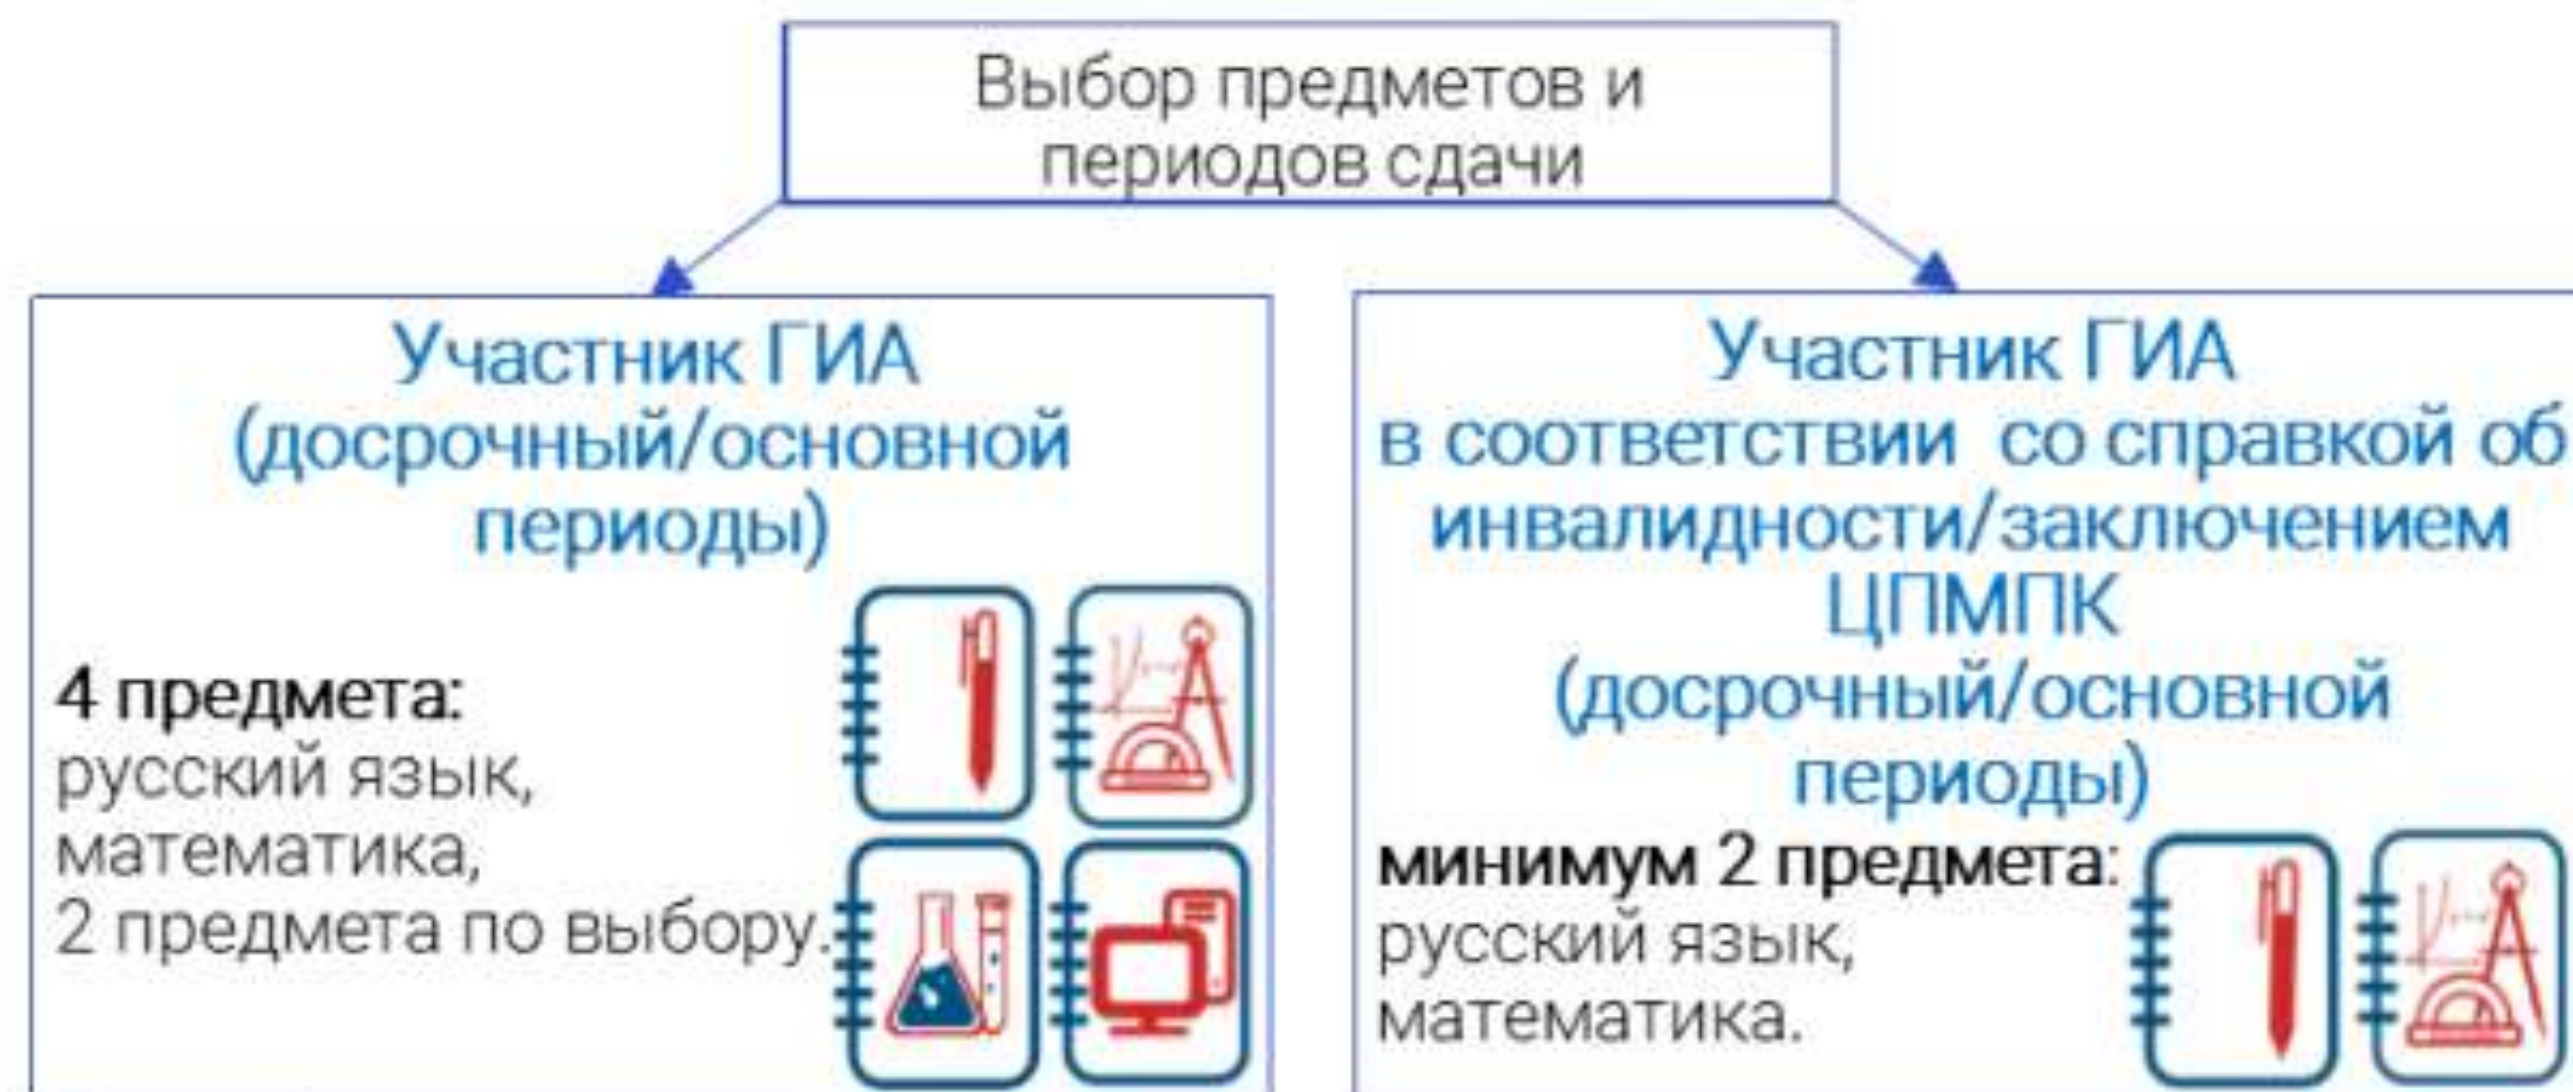 Выбор предметов и
периодов сдачи
Участник ГИА
(досрочный/основной
периоды)
4 предмета:
русский язык,
математика,
2 предмета по выбору.
Участник ГИА
в соответствии со справкой об
инвалидности/заключением
ЦПМПК
(досрочный/основной
периоды)
минимум 2 предмета:
русский язык,
математика.